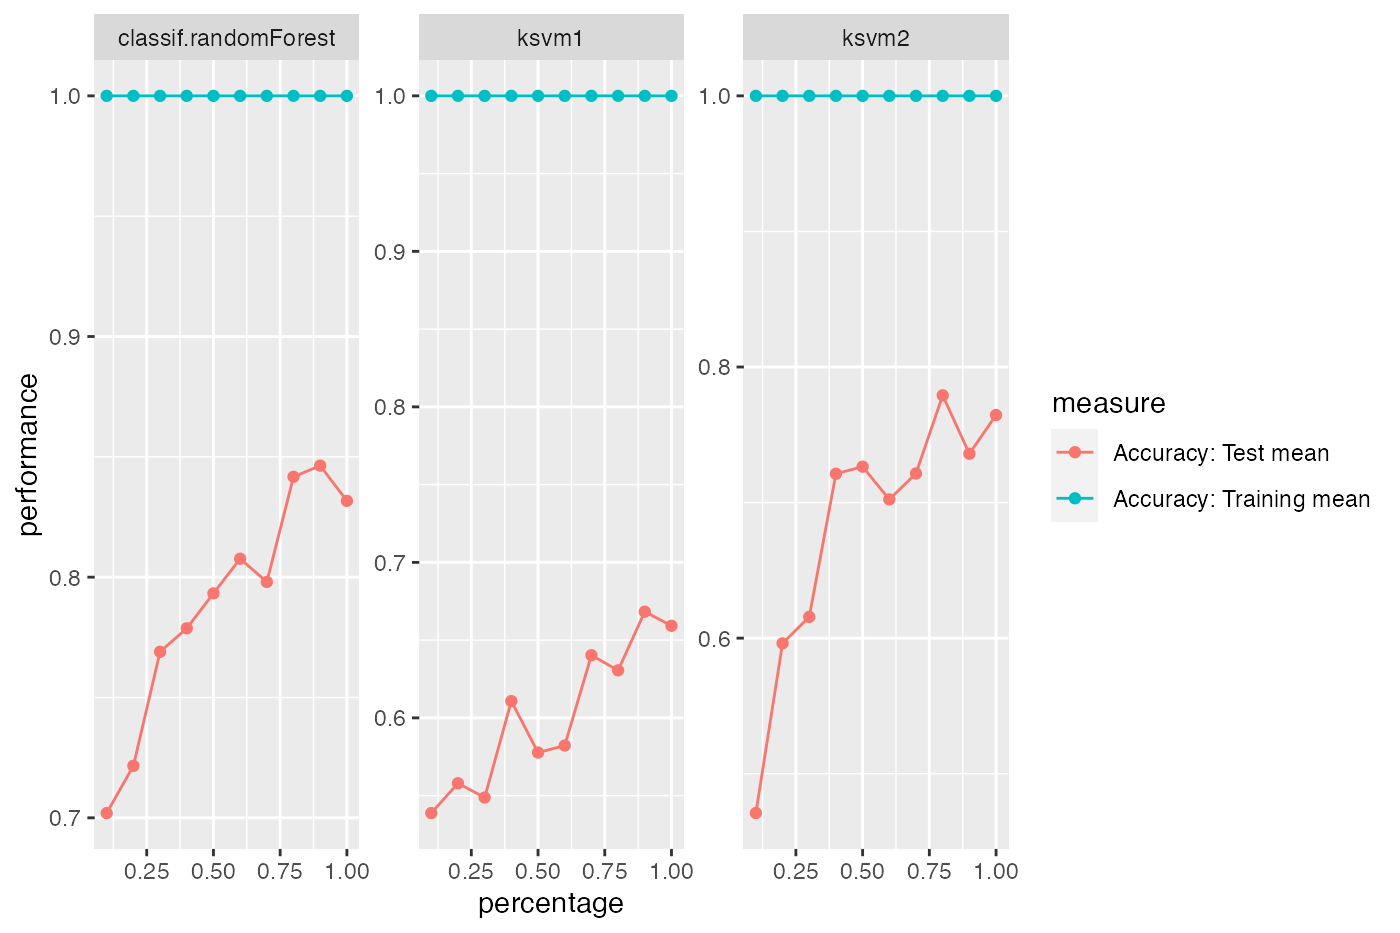 classif.randomForest
ksvm1
ksvm2
performance
1.0
0.9
0.8
0.7
1.0
0.9
0.8
0.7
0.6
1.0
0.8
0.6
0.25 0.50 0.75 1.00
0.25 0.50 0.75 1.00
0.25 0.50 0.75 1.00
percentage
measure
Accuracy: Test mean
Accuracy: Training mean